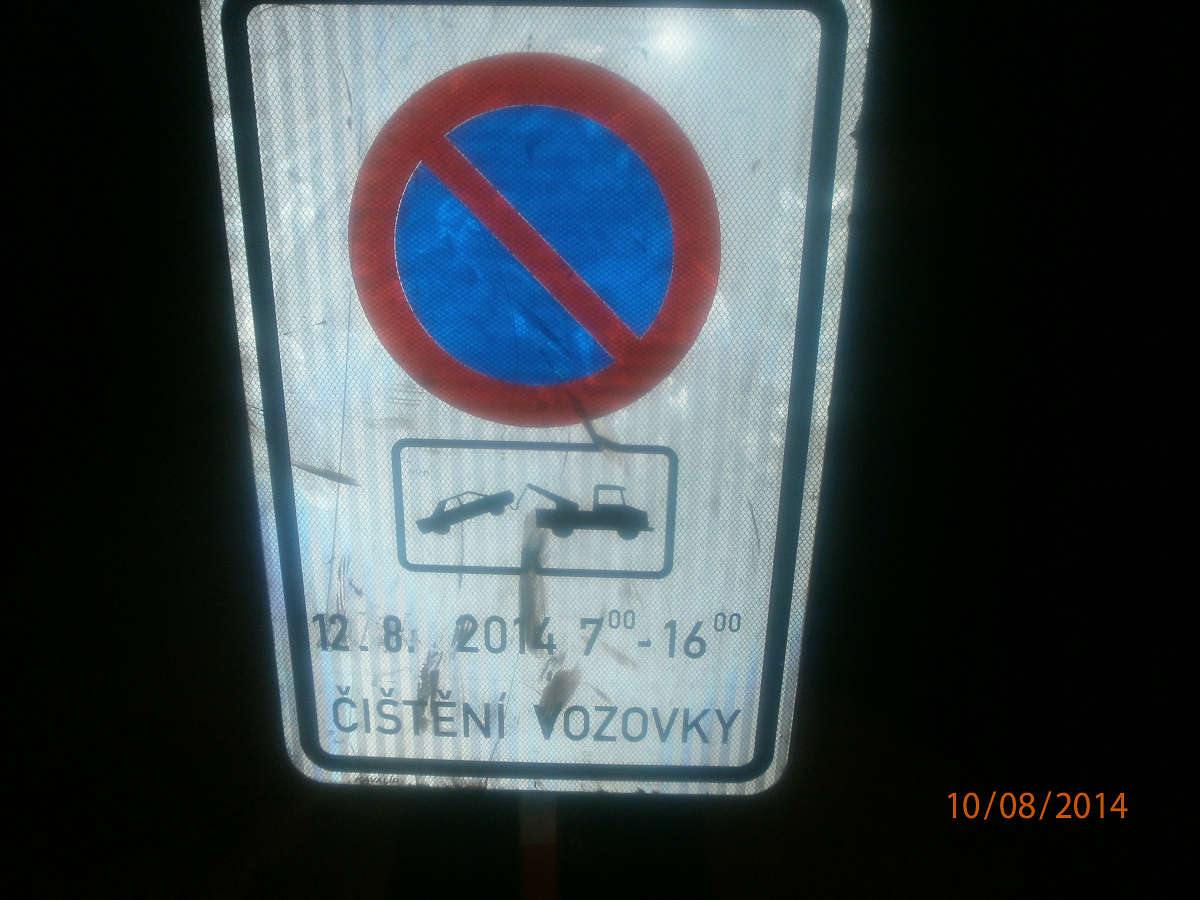 12. 8. 2014 7⁰⁰ - 16⁰⁰
ČIŠTĚNÍ VOZOVKY
10/08/2014